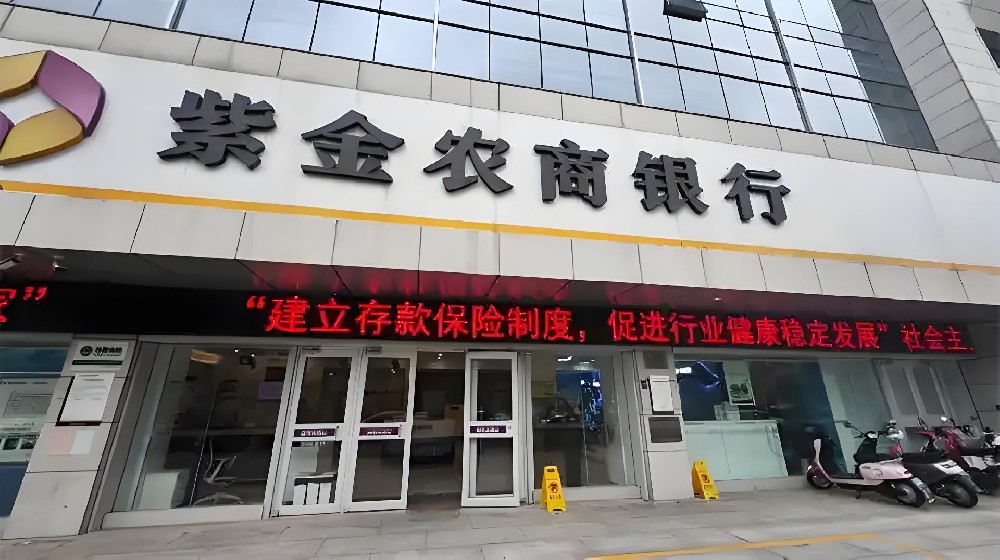 紫金农商银行
”
“建立存款保险制度，促进行业健康稳定发展”社会主